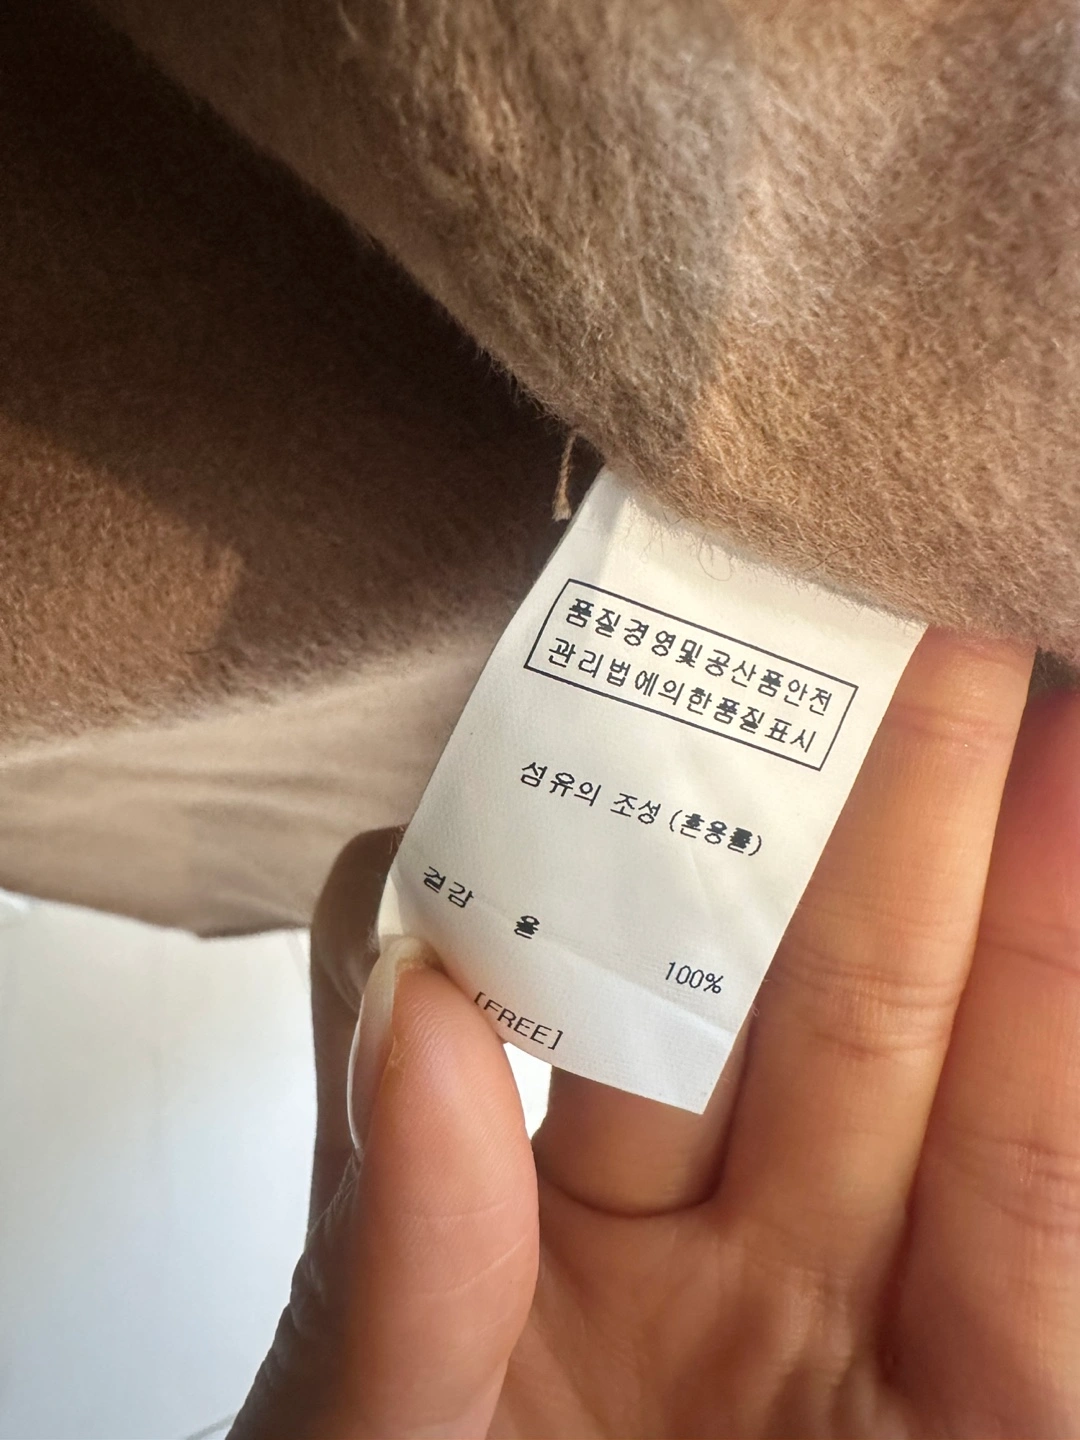 품질경영및공산품안전
관리법에의한품질표시
섬유의 조성 (혼용률)
겉감
울 100%
[FREE]